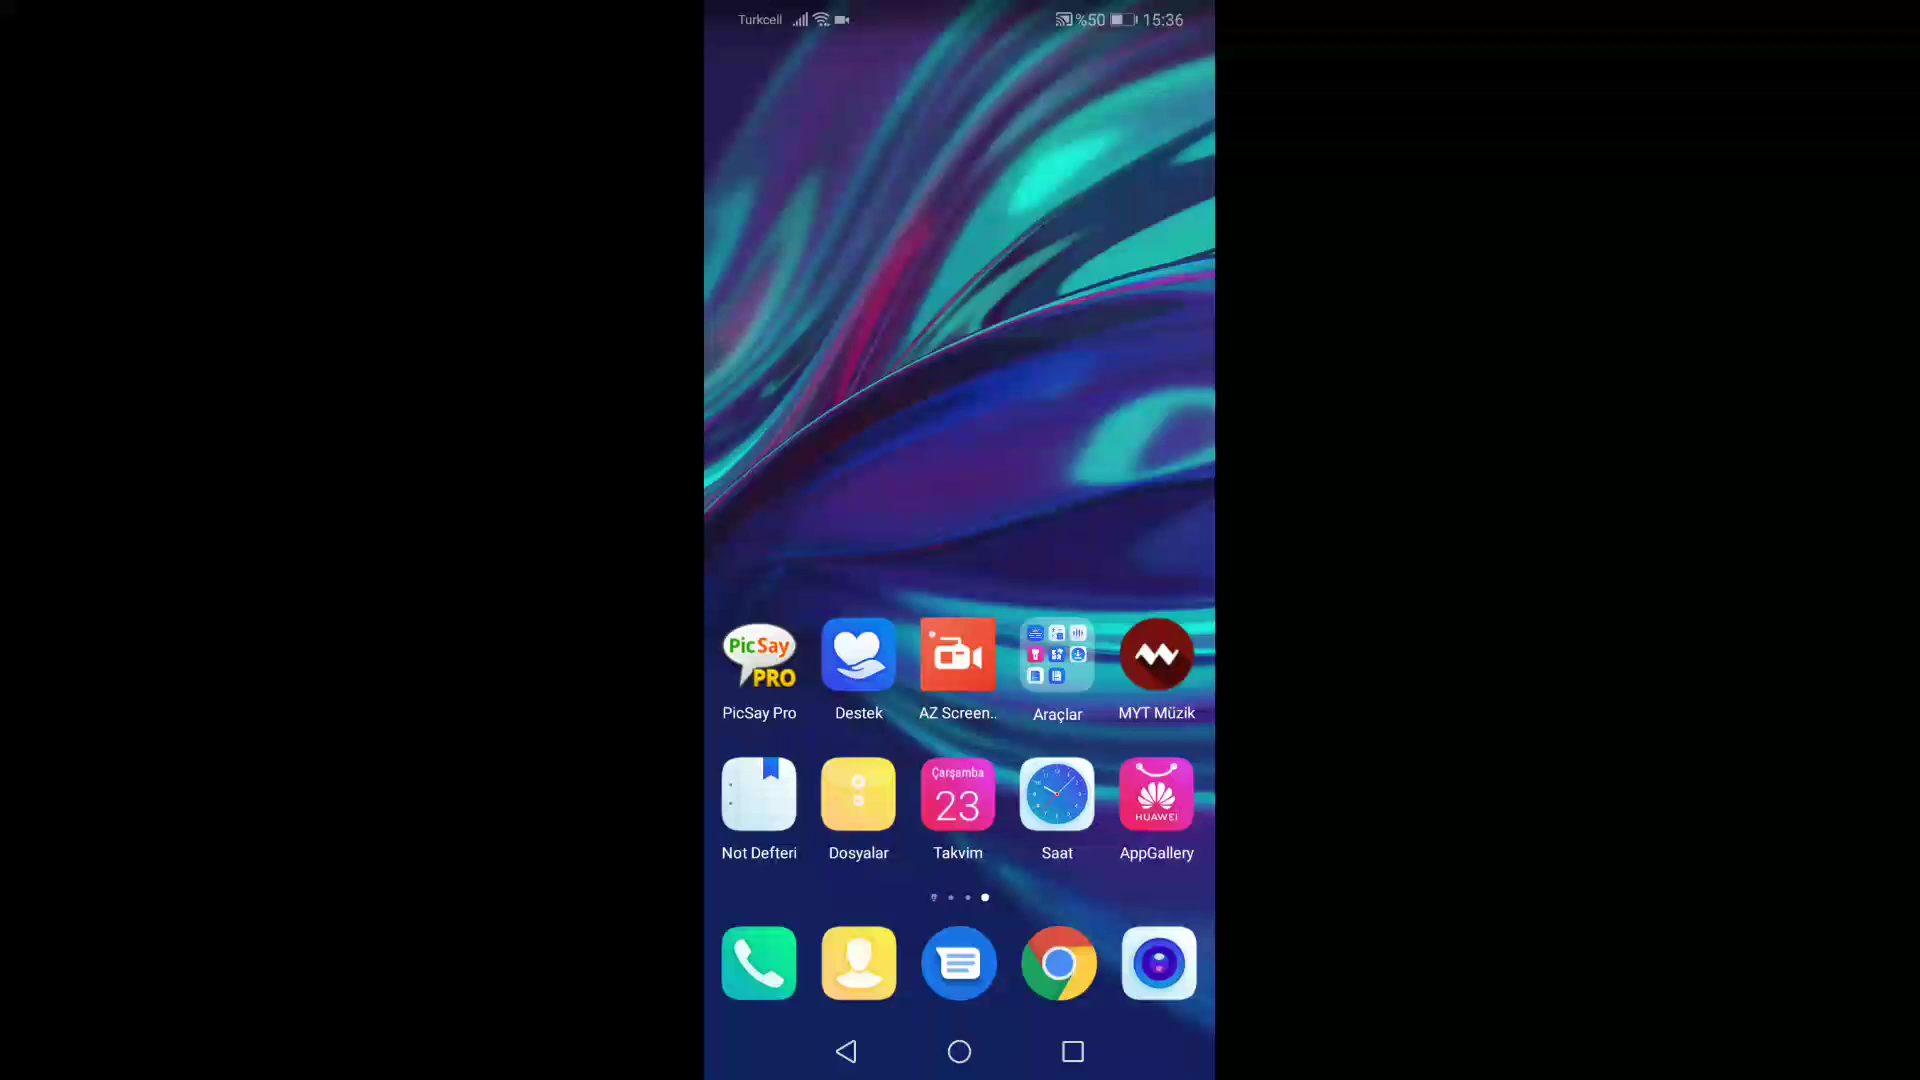 Turkcell %50 15:36
PicSay
PRO
PicSay Pro Destek AZ Screen.. Araçlar MYT Müzik
Çarşamba
23
HUAWEI
Not Defteri Dosyalar Takvim Saat AppGallery